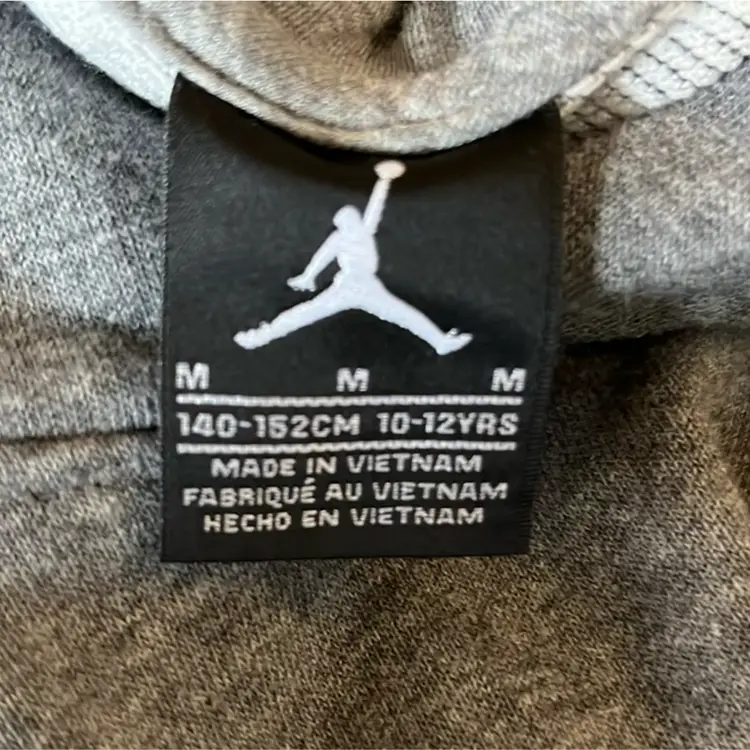 M M M
140-152CM 10-12YRS
MADE IN VIETNAM
FABRIQUÉ AU VIETNAM
HECHO EN VIETNAM